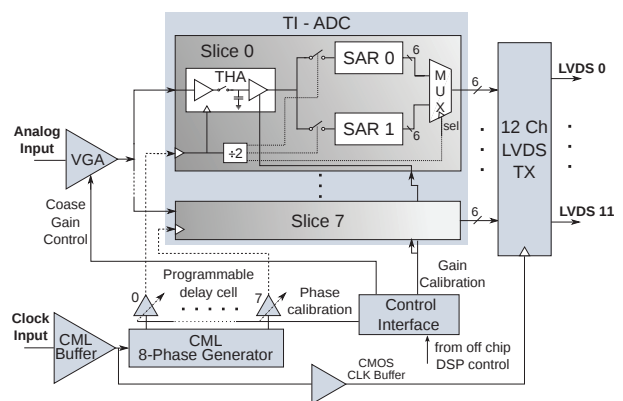 TI - ADC
Slice 0
THA
SAR 0
6
M
U
X
sel
SAR 1
6
÷2
6
12 Ch
LVDS
TX
LVDS 0
LVDS 11
Analog
Input
VGA
Coase
Gain
Control
Slice 7
6
Programmable
delay cell
0
7
Phase
calibration
Gain
Calibration
Control
Interface
from off chip
DSP control
Clock
Input
CML
Buffer
CML
8-Phase Generator
CMOS
CLK Buffer